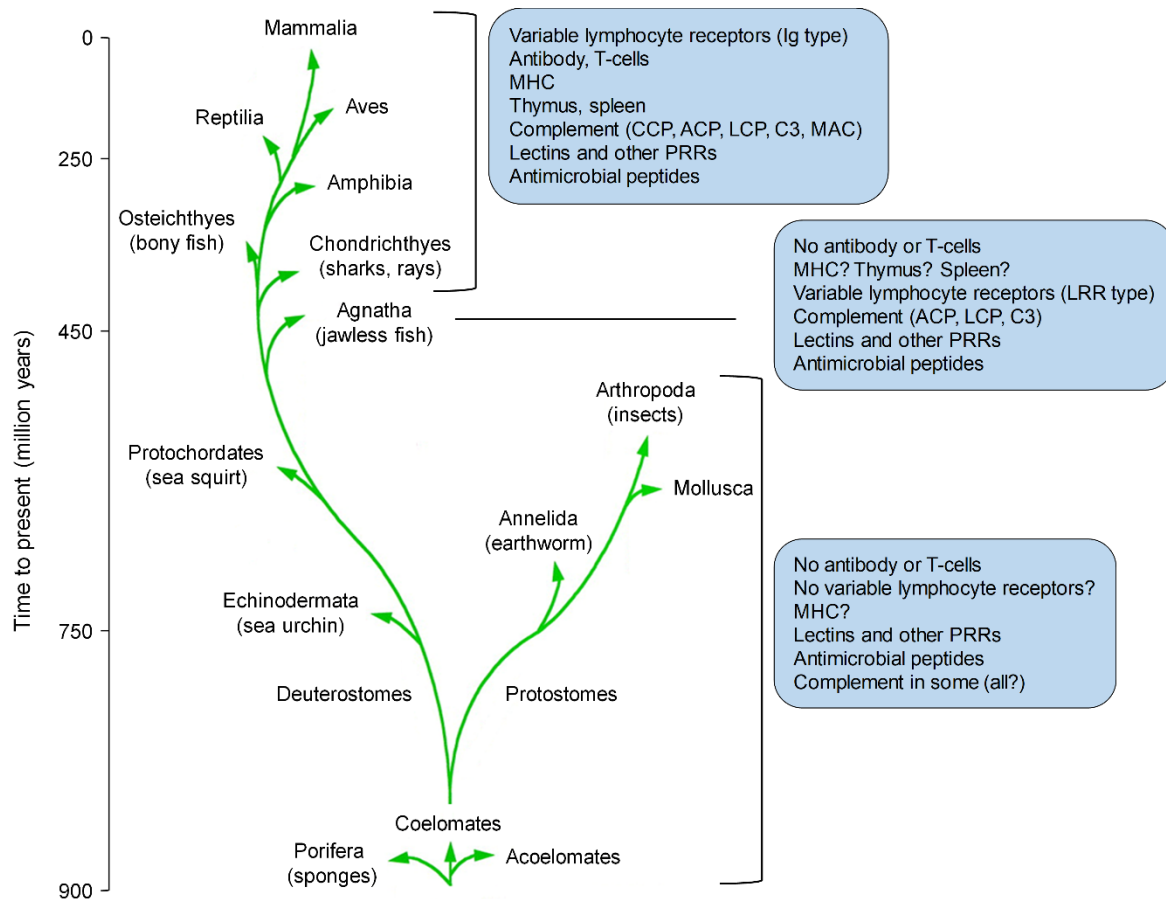 Time to present (million years)
0
250
450
750
900
Mammalia
Reptilia
Aves
Amphibia
Osteichthyes
(bony fish)
Chondrichthyes
(sharks, rays)
Agnatha
(jawless fish)
Protochordates
(sea squirt)
Echinodermata
(sea urchin)
Deuterostomes
Arthropoda
(insects)
Mollusca
Annelida
(earthworm)
Protostomes
Coelomates
Porifera
(sponges)
Acoelomates
Variable lymphocyte receptors (Ig type)
Antibody, T-cells
MHC
Thymus, spleen
Complement (CCP, ACP, LCP, C3, MAC)
Lectins and other PRRs
Antimicrobial peptides
No antibody or T-cells
MHC? Thymus? Spleen?
Variable lymphocyte receptors (LRR type)
Complement (ACP, LCP, C3)
Lectins and other PRRs
Antimicrobial peptides
No antibody or T-cells
No variable lymphocyte receptors?
MHC?
Lectins and other PRRs
Antimicrobial peptides
Complement in some (all?)